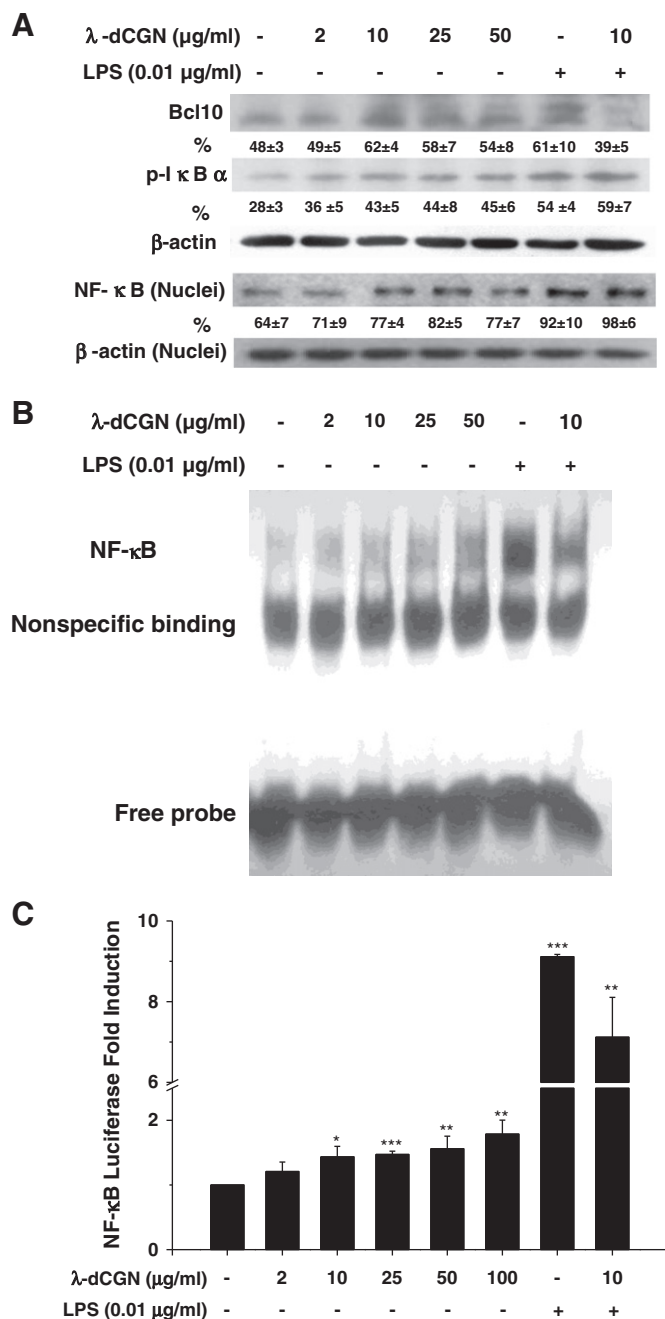 A
λ -dCGN (µg/ml) - 2 10 25 50 - 10
LPS (0.01 µg/ml) - - - - - + +
Bcl10
% 48±3 49±5 62±4 58±7 54±8 61±10 39±5
p-I κ B α
% 28±3 36 ±5 43±5 44±8 45±6 54 ±4 59±7
β-actin
NF- κ B (Nuclei)
% 64±7 71±9 77±4 82±5 77±7 92±10 98±6
β -actin (Nuclei)
B
λ-dCGN (µg/ml) - 2 10 25 50 - 10
LPS (0.01 µg/ml) - - - - - + +
NF-κB
Nonspecific binding
Free probe
C
NF-κB Luciferase Fold Induction
10
8
6
2
0
* *** ** ** *** **
λ-dCGN (µg/ml) - 2 10 25 50 100 - 10
LPS (0.01 µg/ml) - - - - - - + +